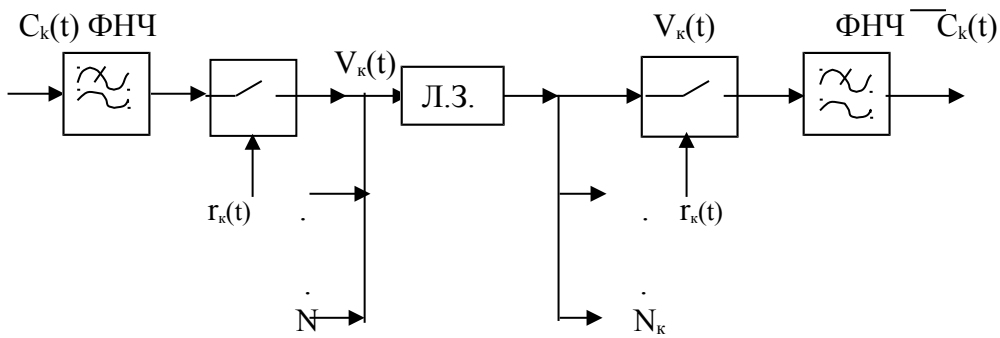 Cₖ(t) ФНЧ
Vₖ(t)
Л.З.
Vₖ(t)
ФНЧ
C̅ₖ(t)
rₖ(t)
rₖ(t)
N
Nₖ